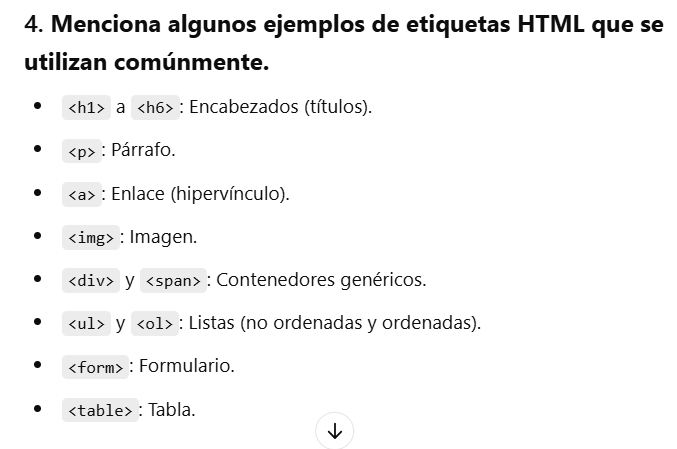 4. Menciona algunos ejemplos de etiquetas HTML que se
utilizan comúnmente.
• <h1> a <h6>: Encabezados (títulos).
• <p>: Párrafo.
• <a>: Enlace (hipervínculo).
• <img>: Imagen.
• <div> y <span>: Contenedores genéricos.
• <ul> y <ol>: Listas (no ordenadas y ordenadas).
• <form>: Formulario.
• <table>: Tabla.